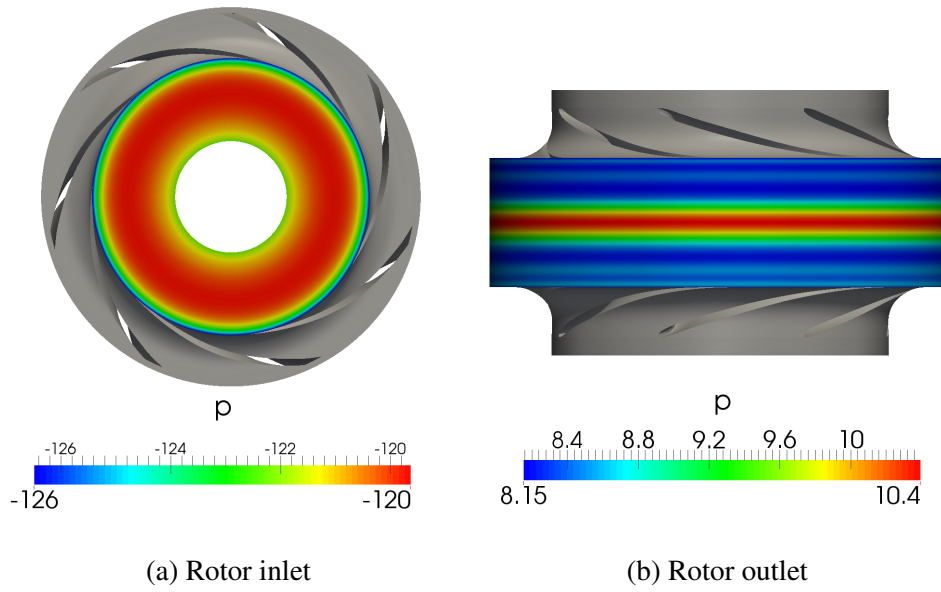 p
-126 -124 -122 -120
-126 -120
(a) Rotor inlet
p
8.4 8.8 9.2 9.6 10
8.15 10.4
(b) Rotor outlet